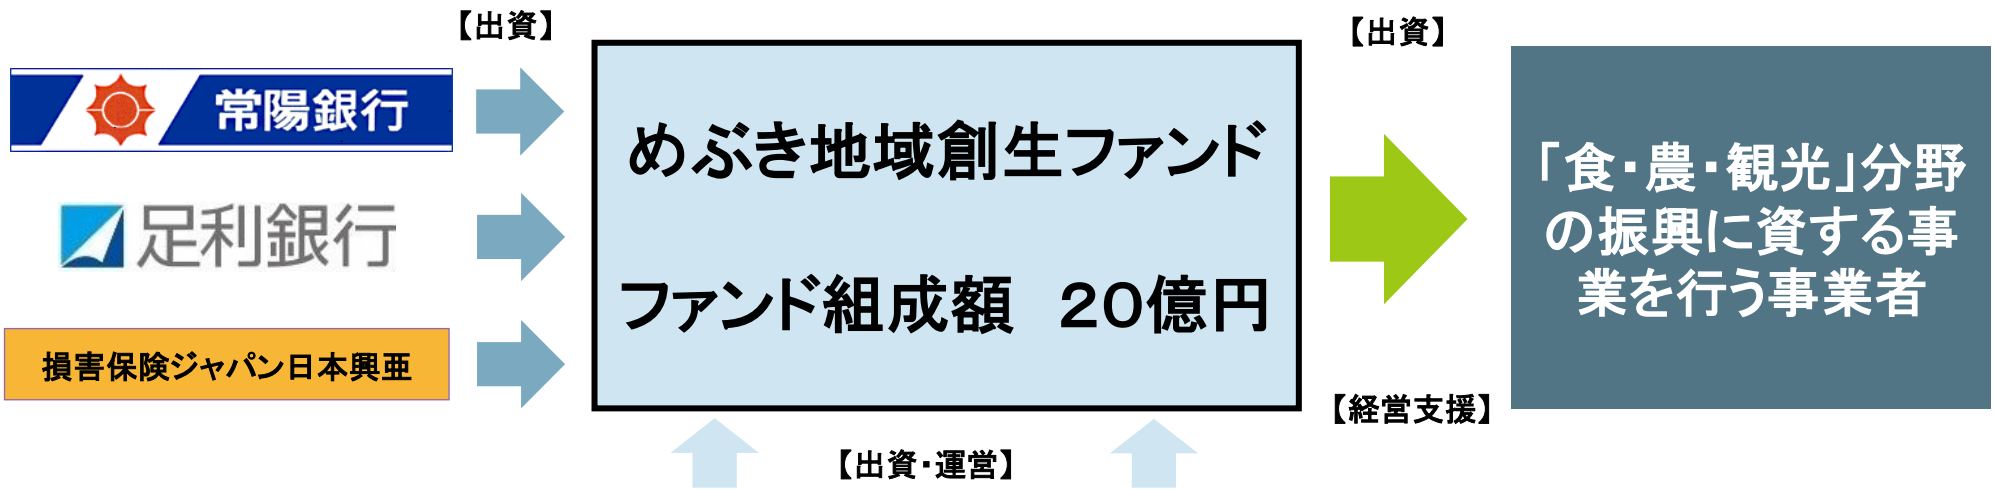 【出資】
常陽銀行
足利銀行
損害保険ジャパン日本興亜
めぶき地域創生ファンド
ファンド組成額　２０億円
【出資・運営】
【出資】
【経営支援】
「食・農・観光」分野
の振興に資する事
業を行う事業者